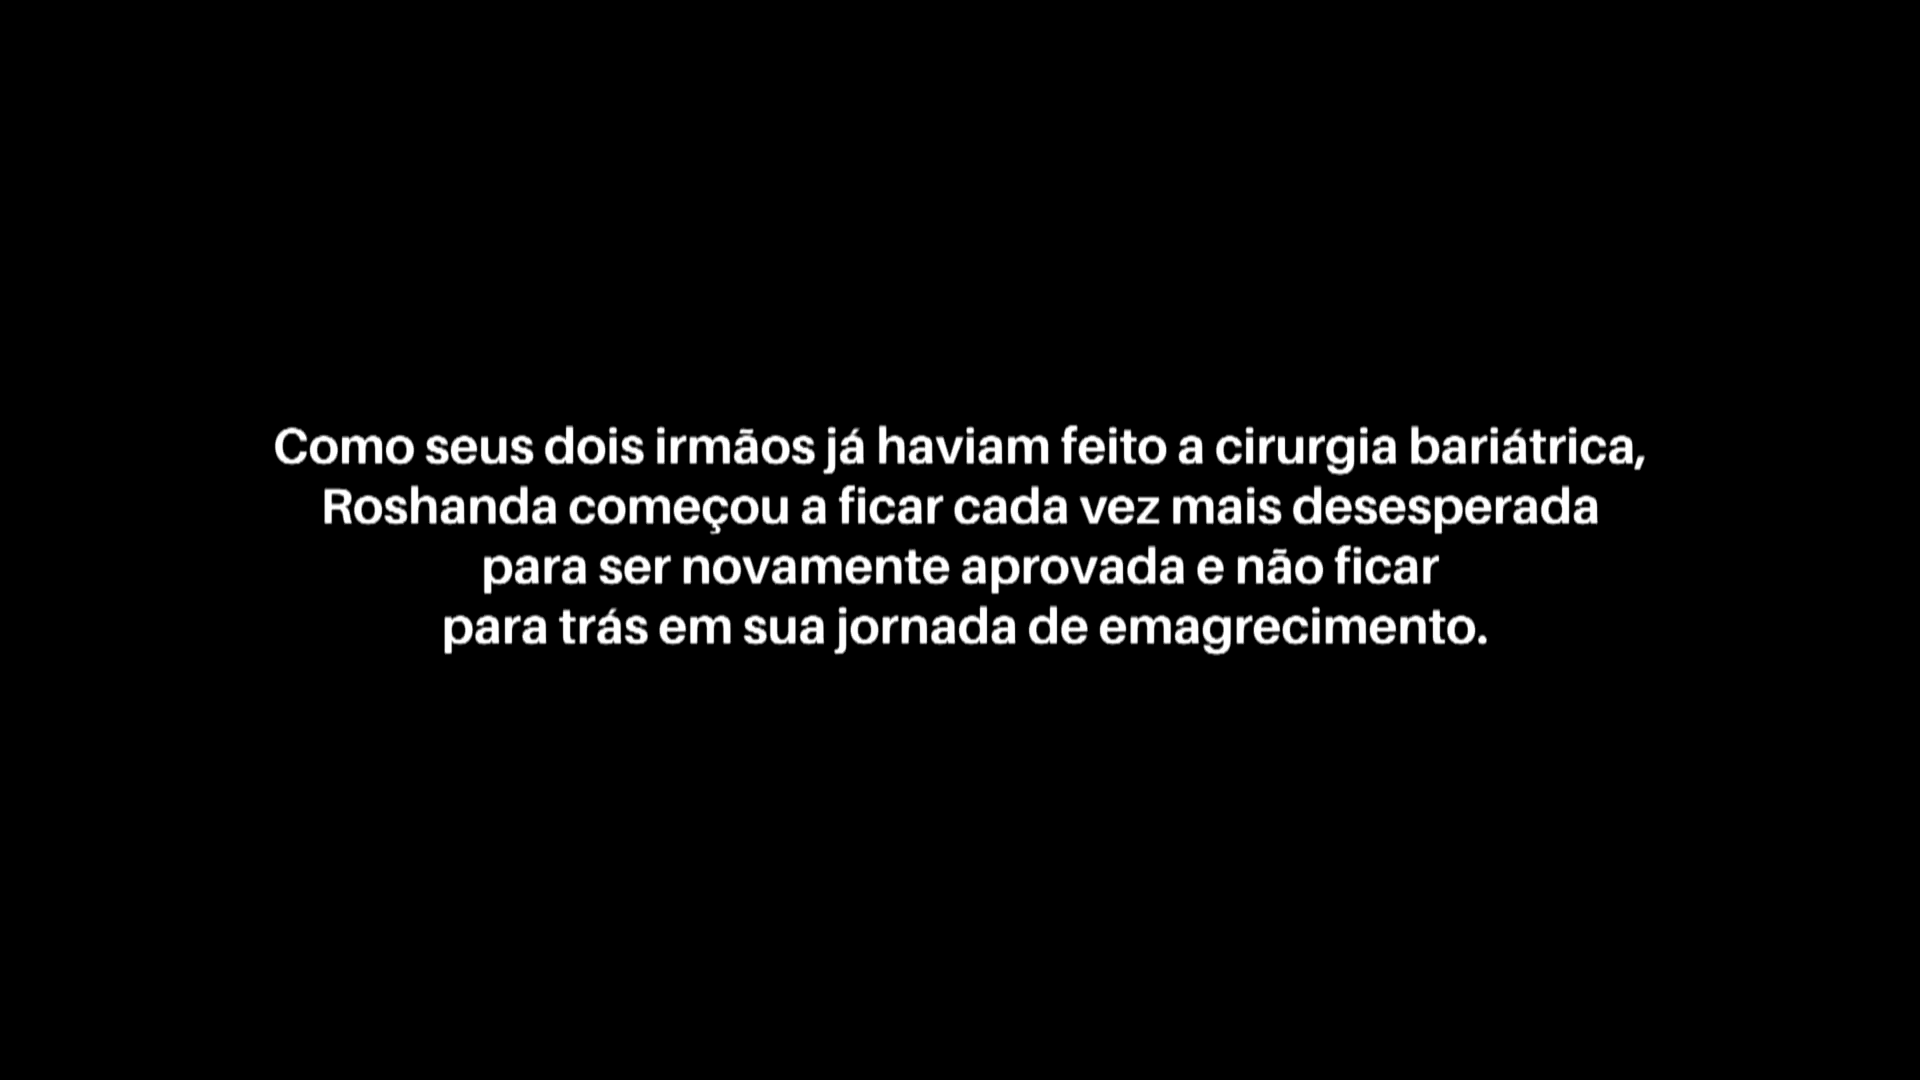 Como seus dois irmãos já haviam feito a cirurgia bariátrica,
Roshanda começou a ficar cada vez mais desesperada
para ser novamente aprovada e não ficar
para trás em sua jornada de emagrecimento.